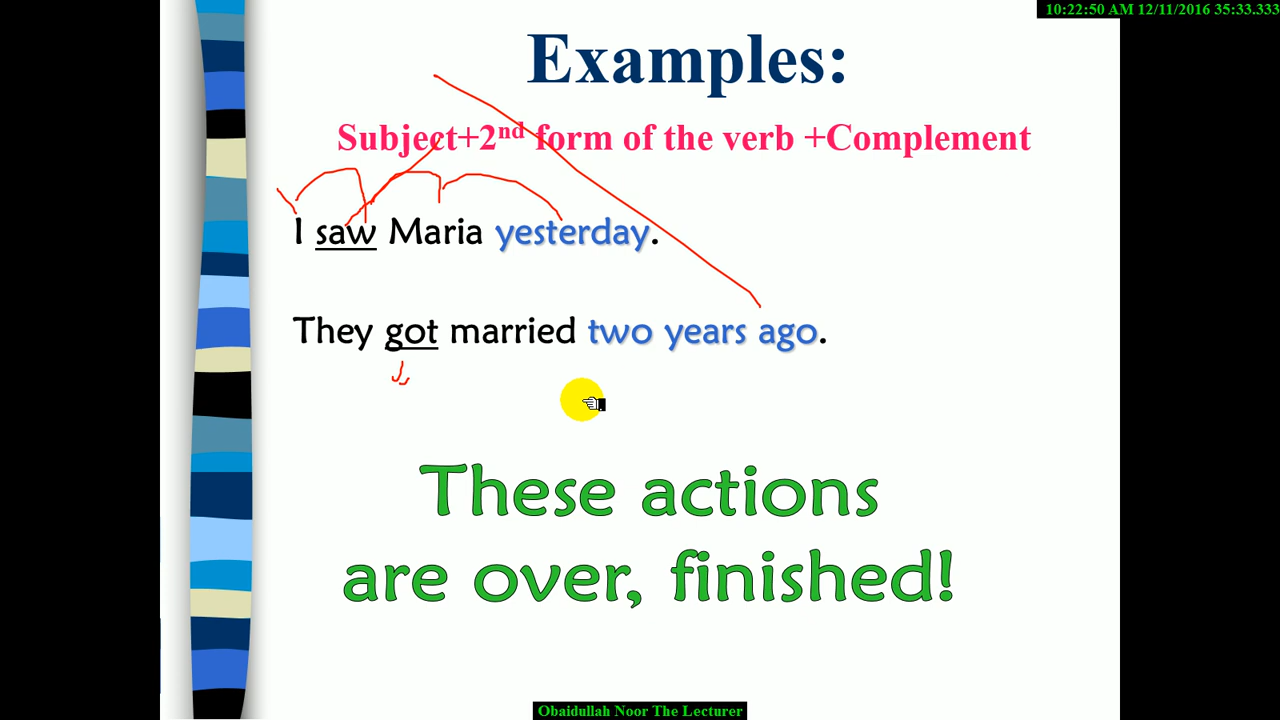 10:22:50 AM 12/11/2016 35:33.333
Examples:
Subject+2nd form of the verb +Complement
I saw Maria yesterday.
They got married two years ago.
These actions
are over, finished!
Obaidullah Noor The Lecturer